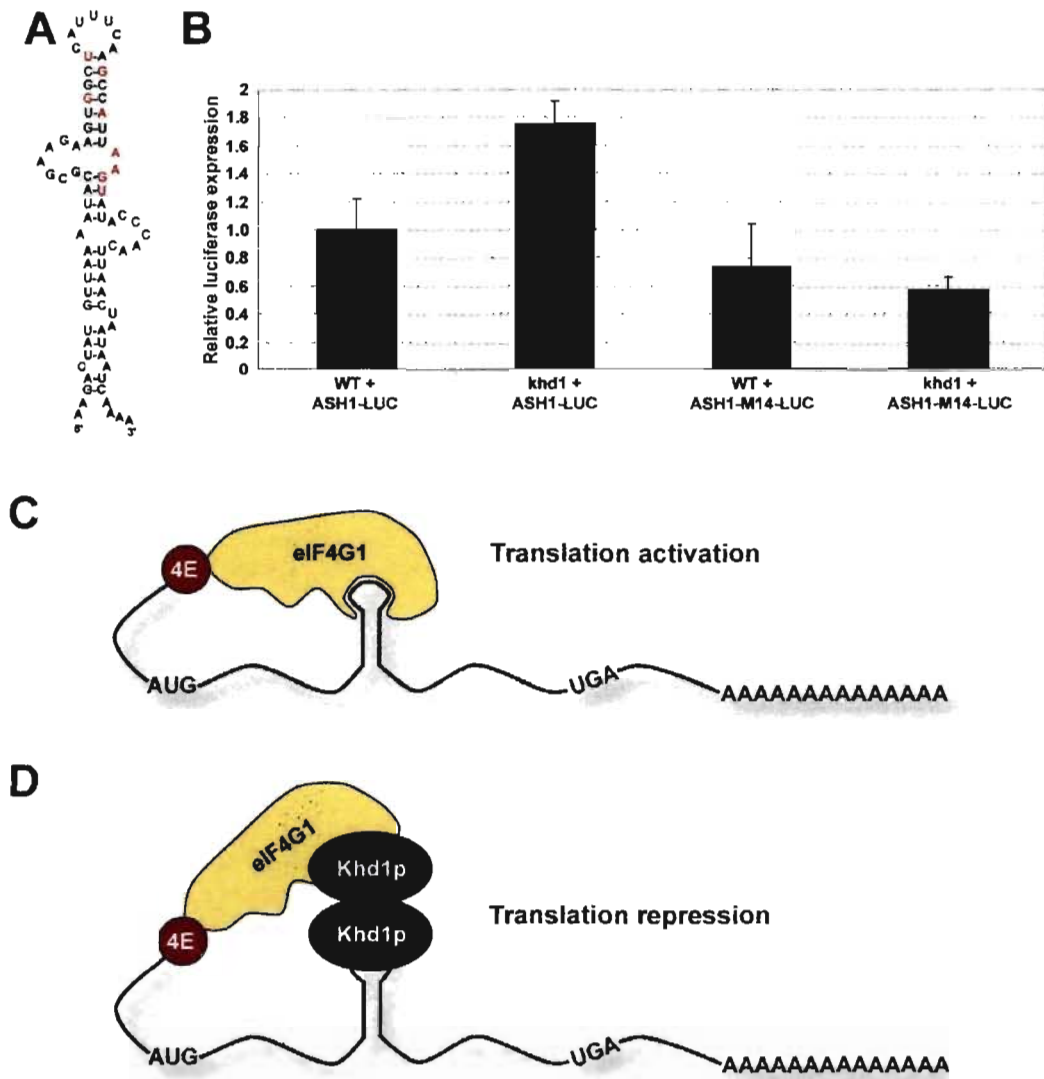 A
B
5'
3'
Relative luciferase expression
2
1.8
1.6
1.4
1.2
1.0
0.8
0.6
0.4
0.2
0
WT +
ASH1-LUC
khd1 +
ASH1-LUC
WT +
ASH1-M14-LUC
khd1 +
ASH1-M14-LUC
C
4E
eIF4G1
Translation activation
AUG
UGA
AAAAAAAAAAAAAA
D
eIF4G1
Khd1p
Khd1p
4E
Translation repression
AUG
UGA
AAAAAAAAAAAAAA